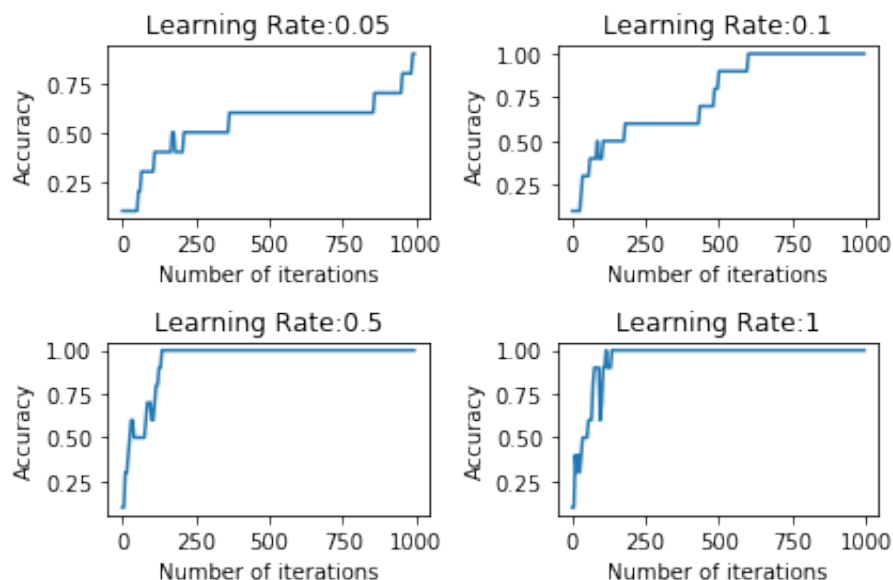 Learning Rate:0.05
Accuracy
0.75
0.50
0.25
0 250 500 750 1000
Number of iterations
Learning Rate:0.1
Accuracy
1.00
0.75
0.50
0.25
0 250 500 750 1000
Number of iterations
Learning Rate:0.5
Accuracy
1.00
0.75
0.50
0.25
0 250 500 750 1000
Number of iterations
Learning Rate:1
Accuracy
1.00
0.75
0.50
0.25
0 250 500 750 1000
Number of iterations